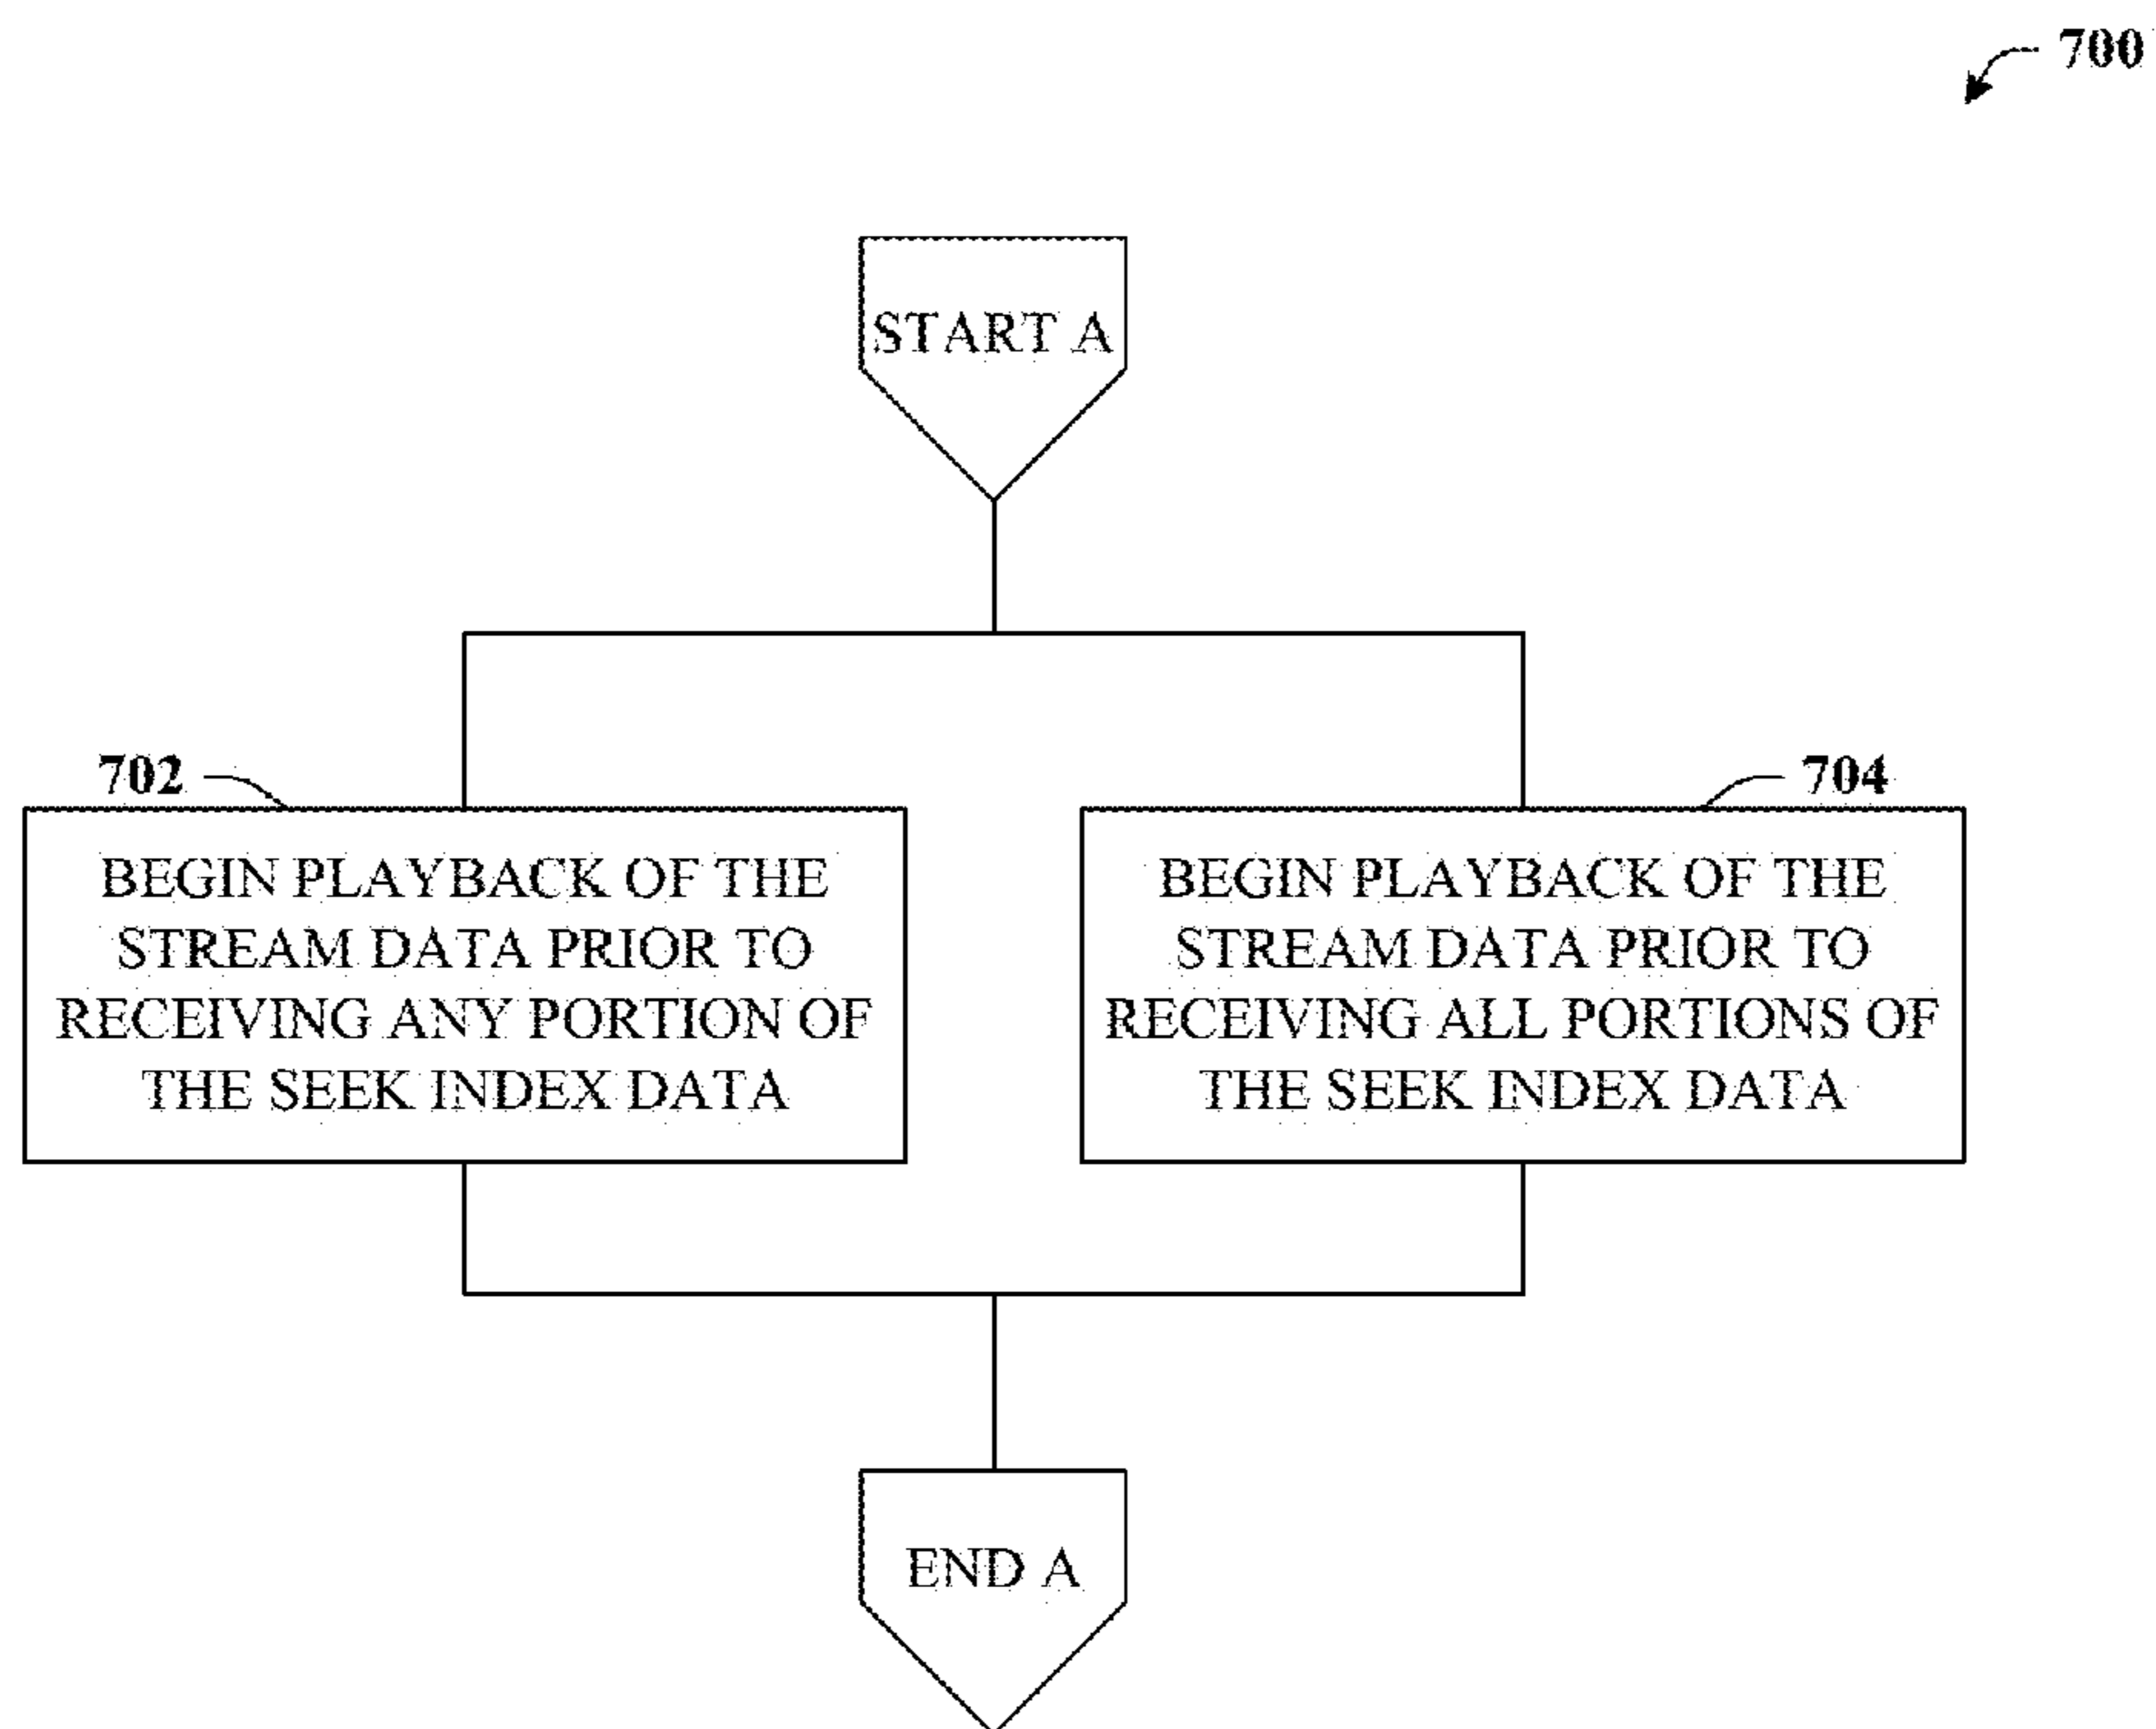 700
START A
702
BEGIN PLAYBACK OF THE
STREAM DATA PRIOR TO
RECEIVING ANY PORTION OF
THE SEEK INDEX DATA
704
BEGIN PLAYBACK OF THE
STREAM DATA PRIOR TO
RECEIVING ALL PORTIONS OF
THE SEEK INDEX DATA
END A